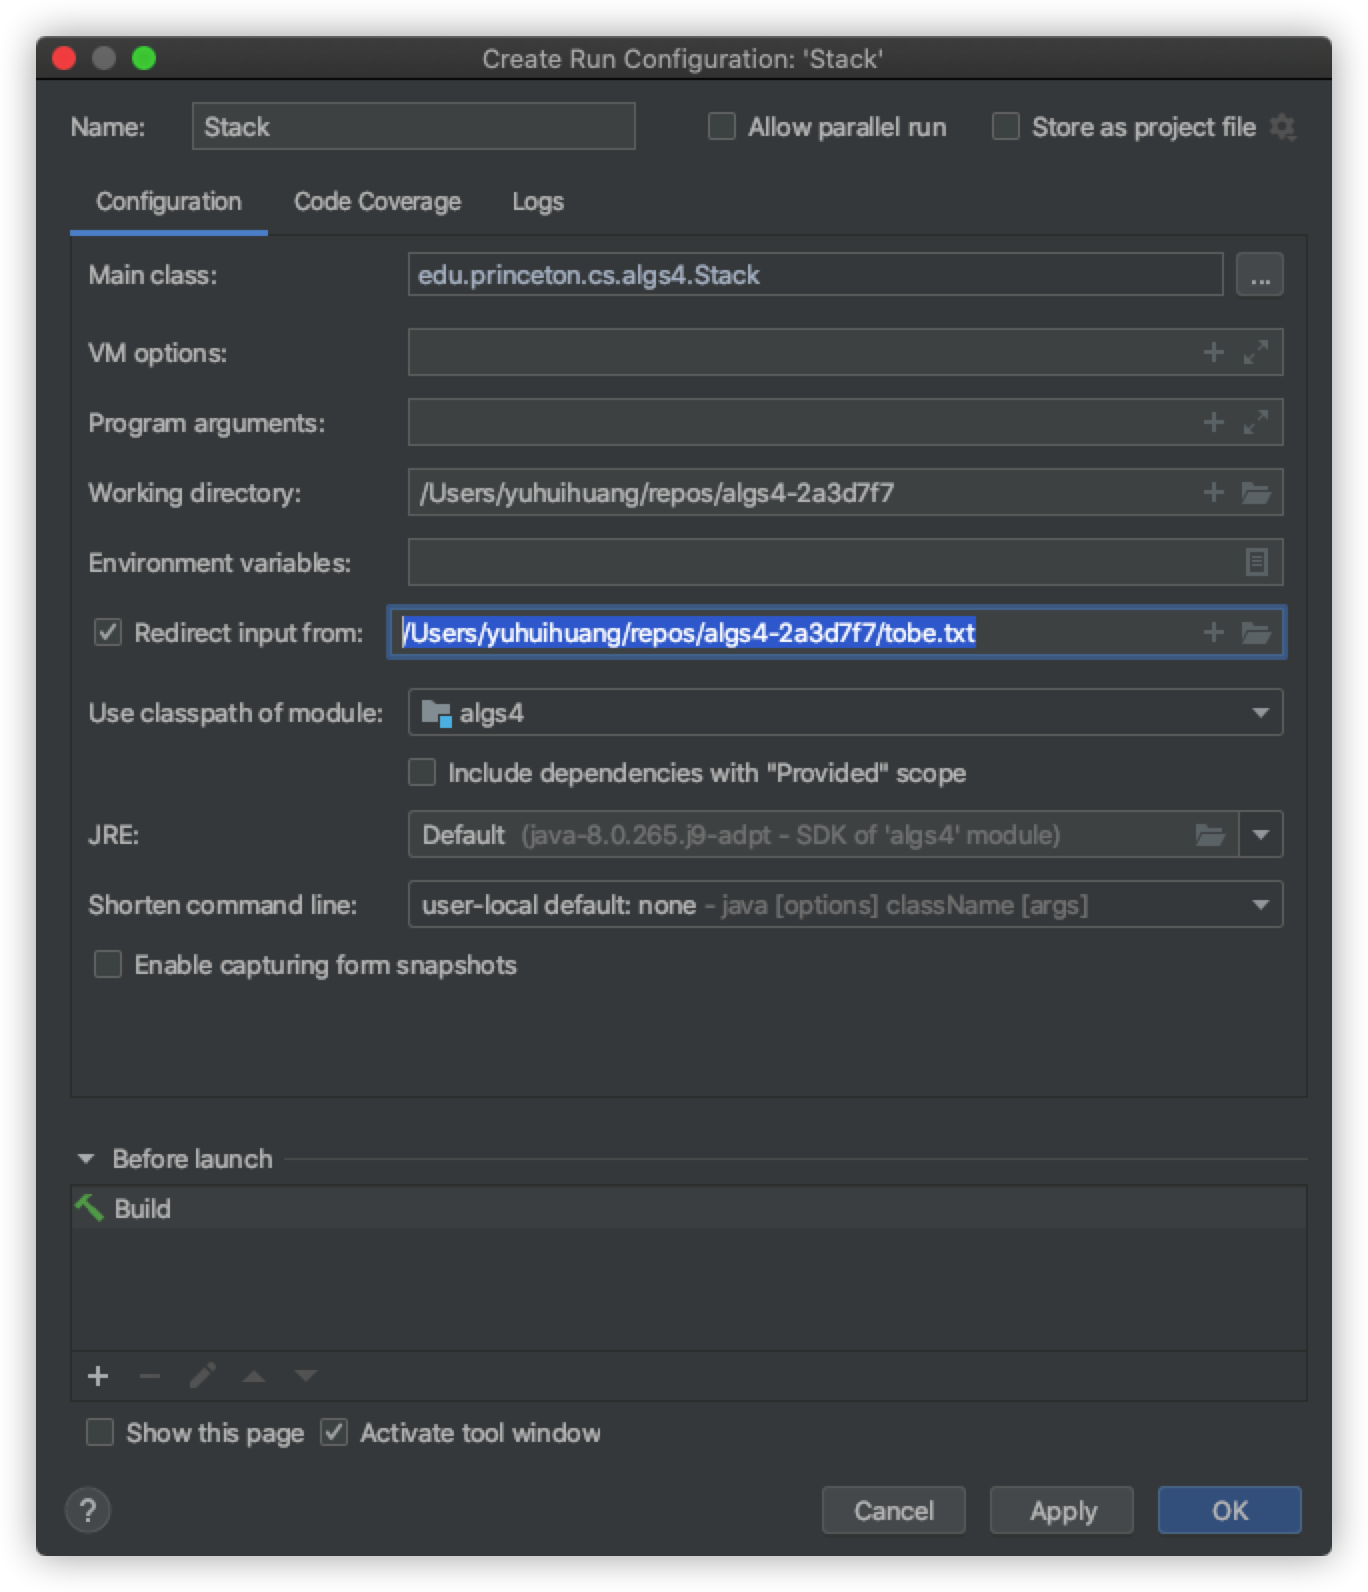 Create Run Configuration: 'Stack'
Name: Stack Allow parallel run Store as project file
Configuration Code Coverage Logs
Main class: edu.princeton.cs.algs4.Stack ...
VM options:
Program arguments:
Working directory: /Users/yuhuihuang/repos/algs4-2a3d7f7
Environment variables:
Redirect input from: /Users/yuhuihuang/repos/algs4-2a3d7f7/tobe.txt
Use classpath of module: algs4
Include dependencies with "Provided" scope
JRE: Default (java-8.0.265.j9-adpt - SDK of 'algs4' module)
Shorten command line: user-local default: none - java [options] className [args]
Enable capturing form snapshots
Before launch
Build
Show this page Activate tool window
? Cancel Apply OK